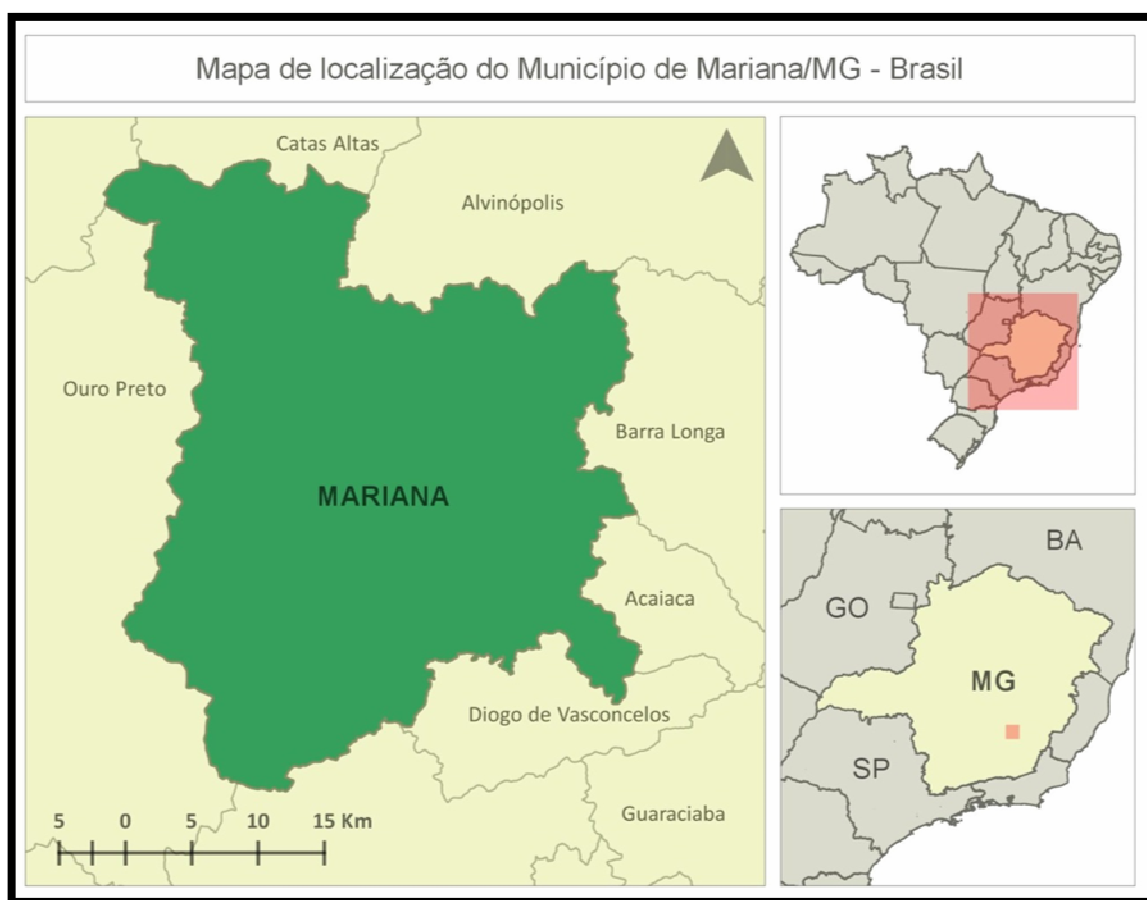 Mapa de localização do Município de Mariana/MG - Brasil
Catas Altas
Alvinópolis
Ouro Preto
Barra Longa
MARIANA
Acaiaca
Diogo de Vasconcelos
Guaraciaba
5 0 5 10 15 Km
BA
GO
MG
SP